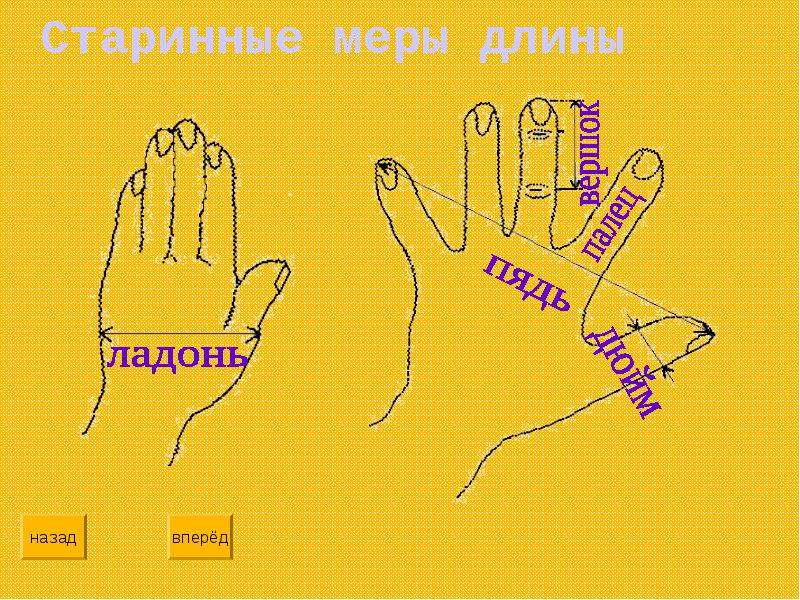 Старинные меры длины
вершок
палец
пядь
ладонь
дюйм
назад
вперёд